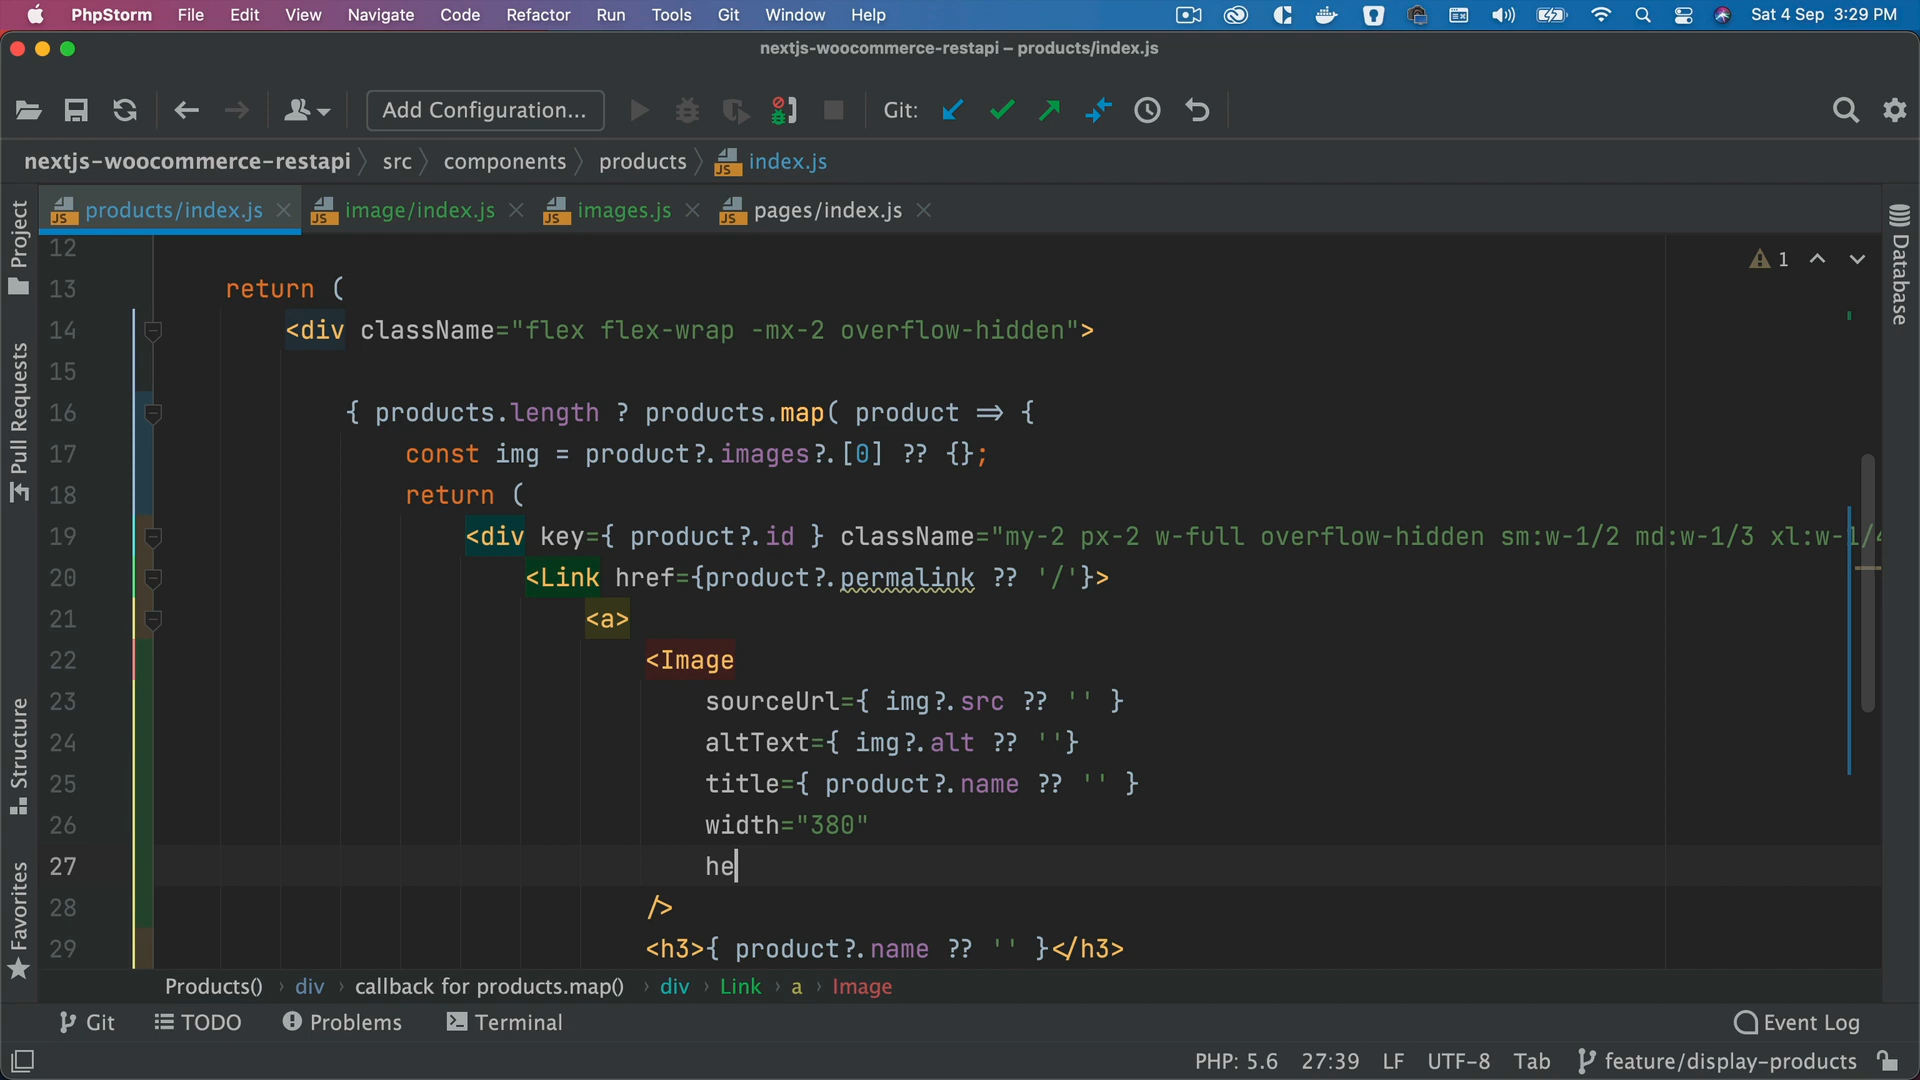 PhpStorm File Edit View Navigate Code Refactor Run Tools Git Window Help Sat 4 Sep 3:29 PM
nextjs-woocommerce-restapi – products/index.js
Add Configuration... Git:
nextjs-woocommerce-restapi src components products JS index.js
JS products/index.js JS image/index.js JS images.js JS pages/index.js
Project
Pull Requests
Structure
Favorites
Database
1
12
13 return (
14 <div className="flex flex-wrap -mx-2 overflow-hidden">
15
16 { products.length ? products.map( product => {
17 const img = product?.images?.[0] ?? {};
18 return (
19 <div key={ product?.id } className="my-2 px-2 w-full overflow-hidden sm:w-1/2 md:w-1/3 xl:w-1/4
20 <Link href={product?.permalink ?? '/'}>
21 <a>
22 <Image
23 sourceUrl={ img?.src ?? '' }
24 altText={ img?.alt ?? ''}
25 title={ product?.name ?? '' }
26 width="380"
27 he
28 />
29 <h3>{ product?.name ?? '' }</h3>
Products() › div › callback for products.map() › div › Link › a › Image
Git TODO Problems Terminal Event Log
PHP: 5.6 27:39 LF UTF-8 Tab feature/display-products